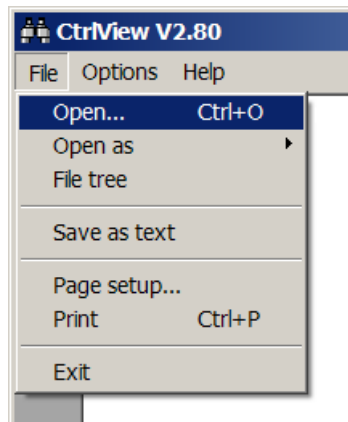 CtrlView V2.80
File Options Help
Open... Ctrl+O
Open as
File tree
Save as text
Page setup...
Print Ctrl+P
Exit